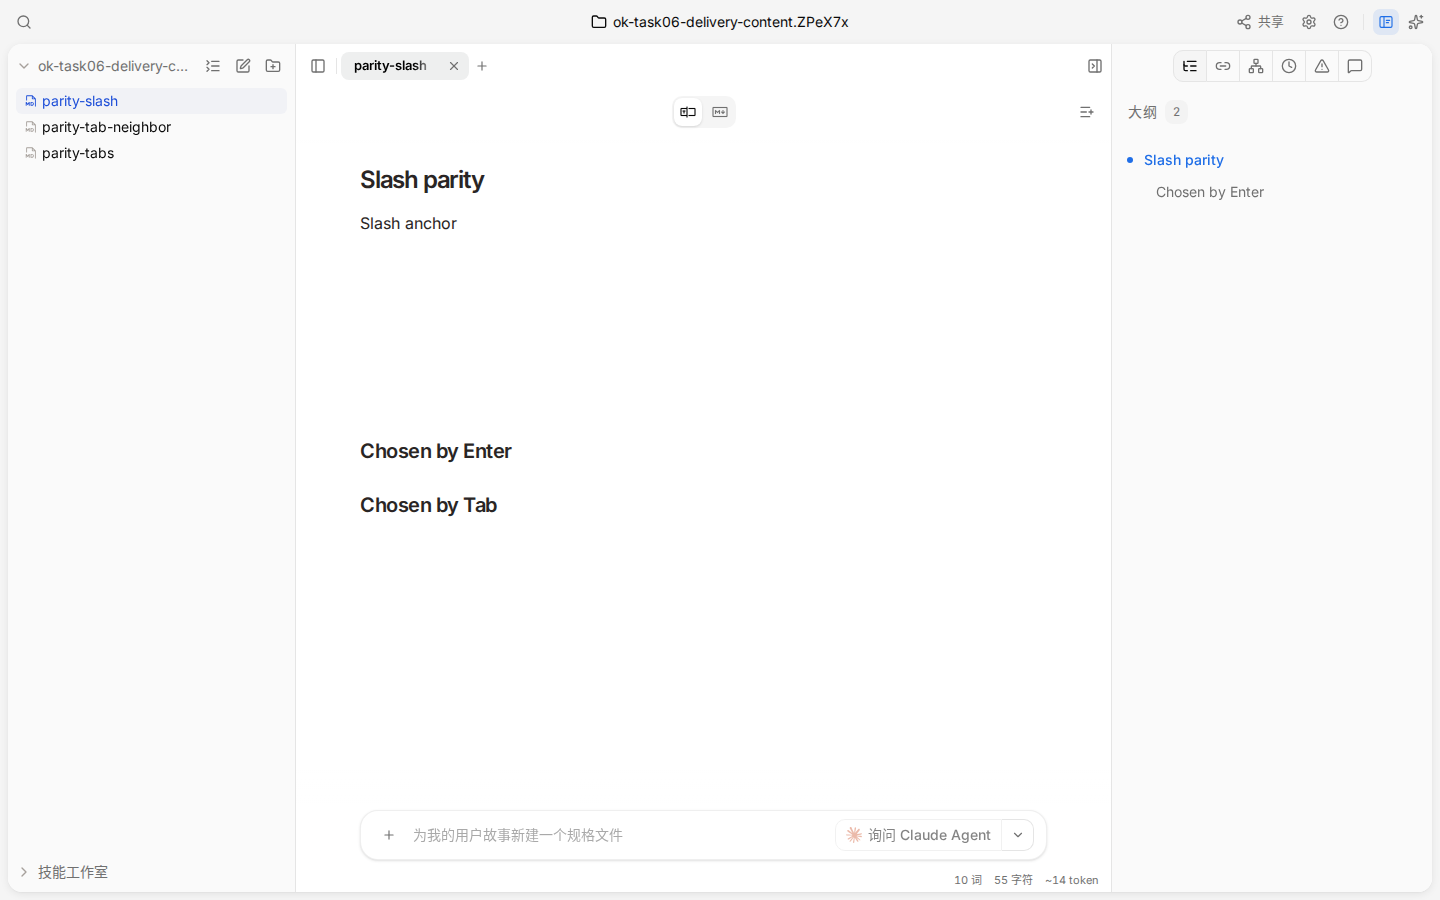 ok-task06-delivery-content.ZPeX7x
共享
ok-task06-delivery-c...
parity-slash
parity-tab-neighbor
parity-tabs
技能工作室
parity-slash
Slash parity
Slash anchor
Chosen by Enter
Chosen by Tab
为我的用户故事新建一个规格文件
询问 Claude Agent
10 词 55 字符 ~14 token
大纲 2
Slash parity
Chosen by Enter